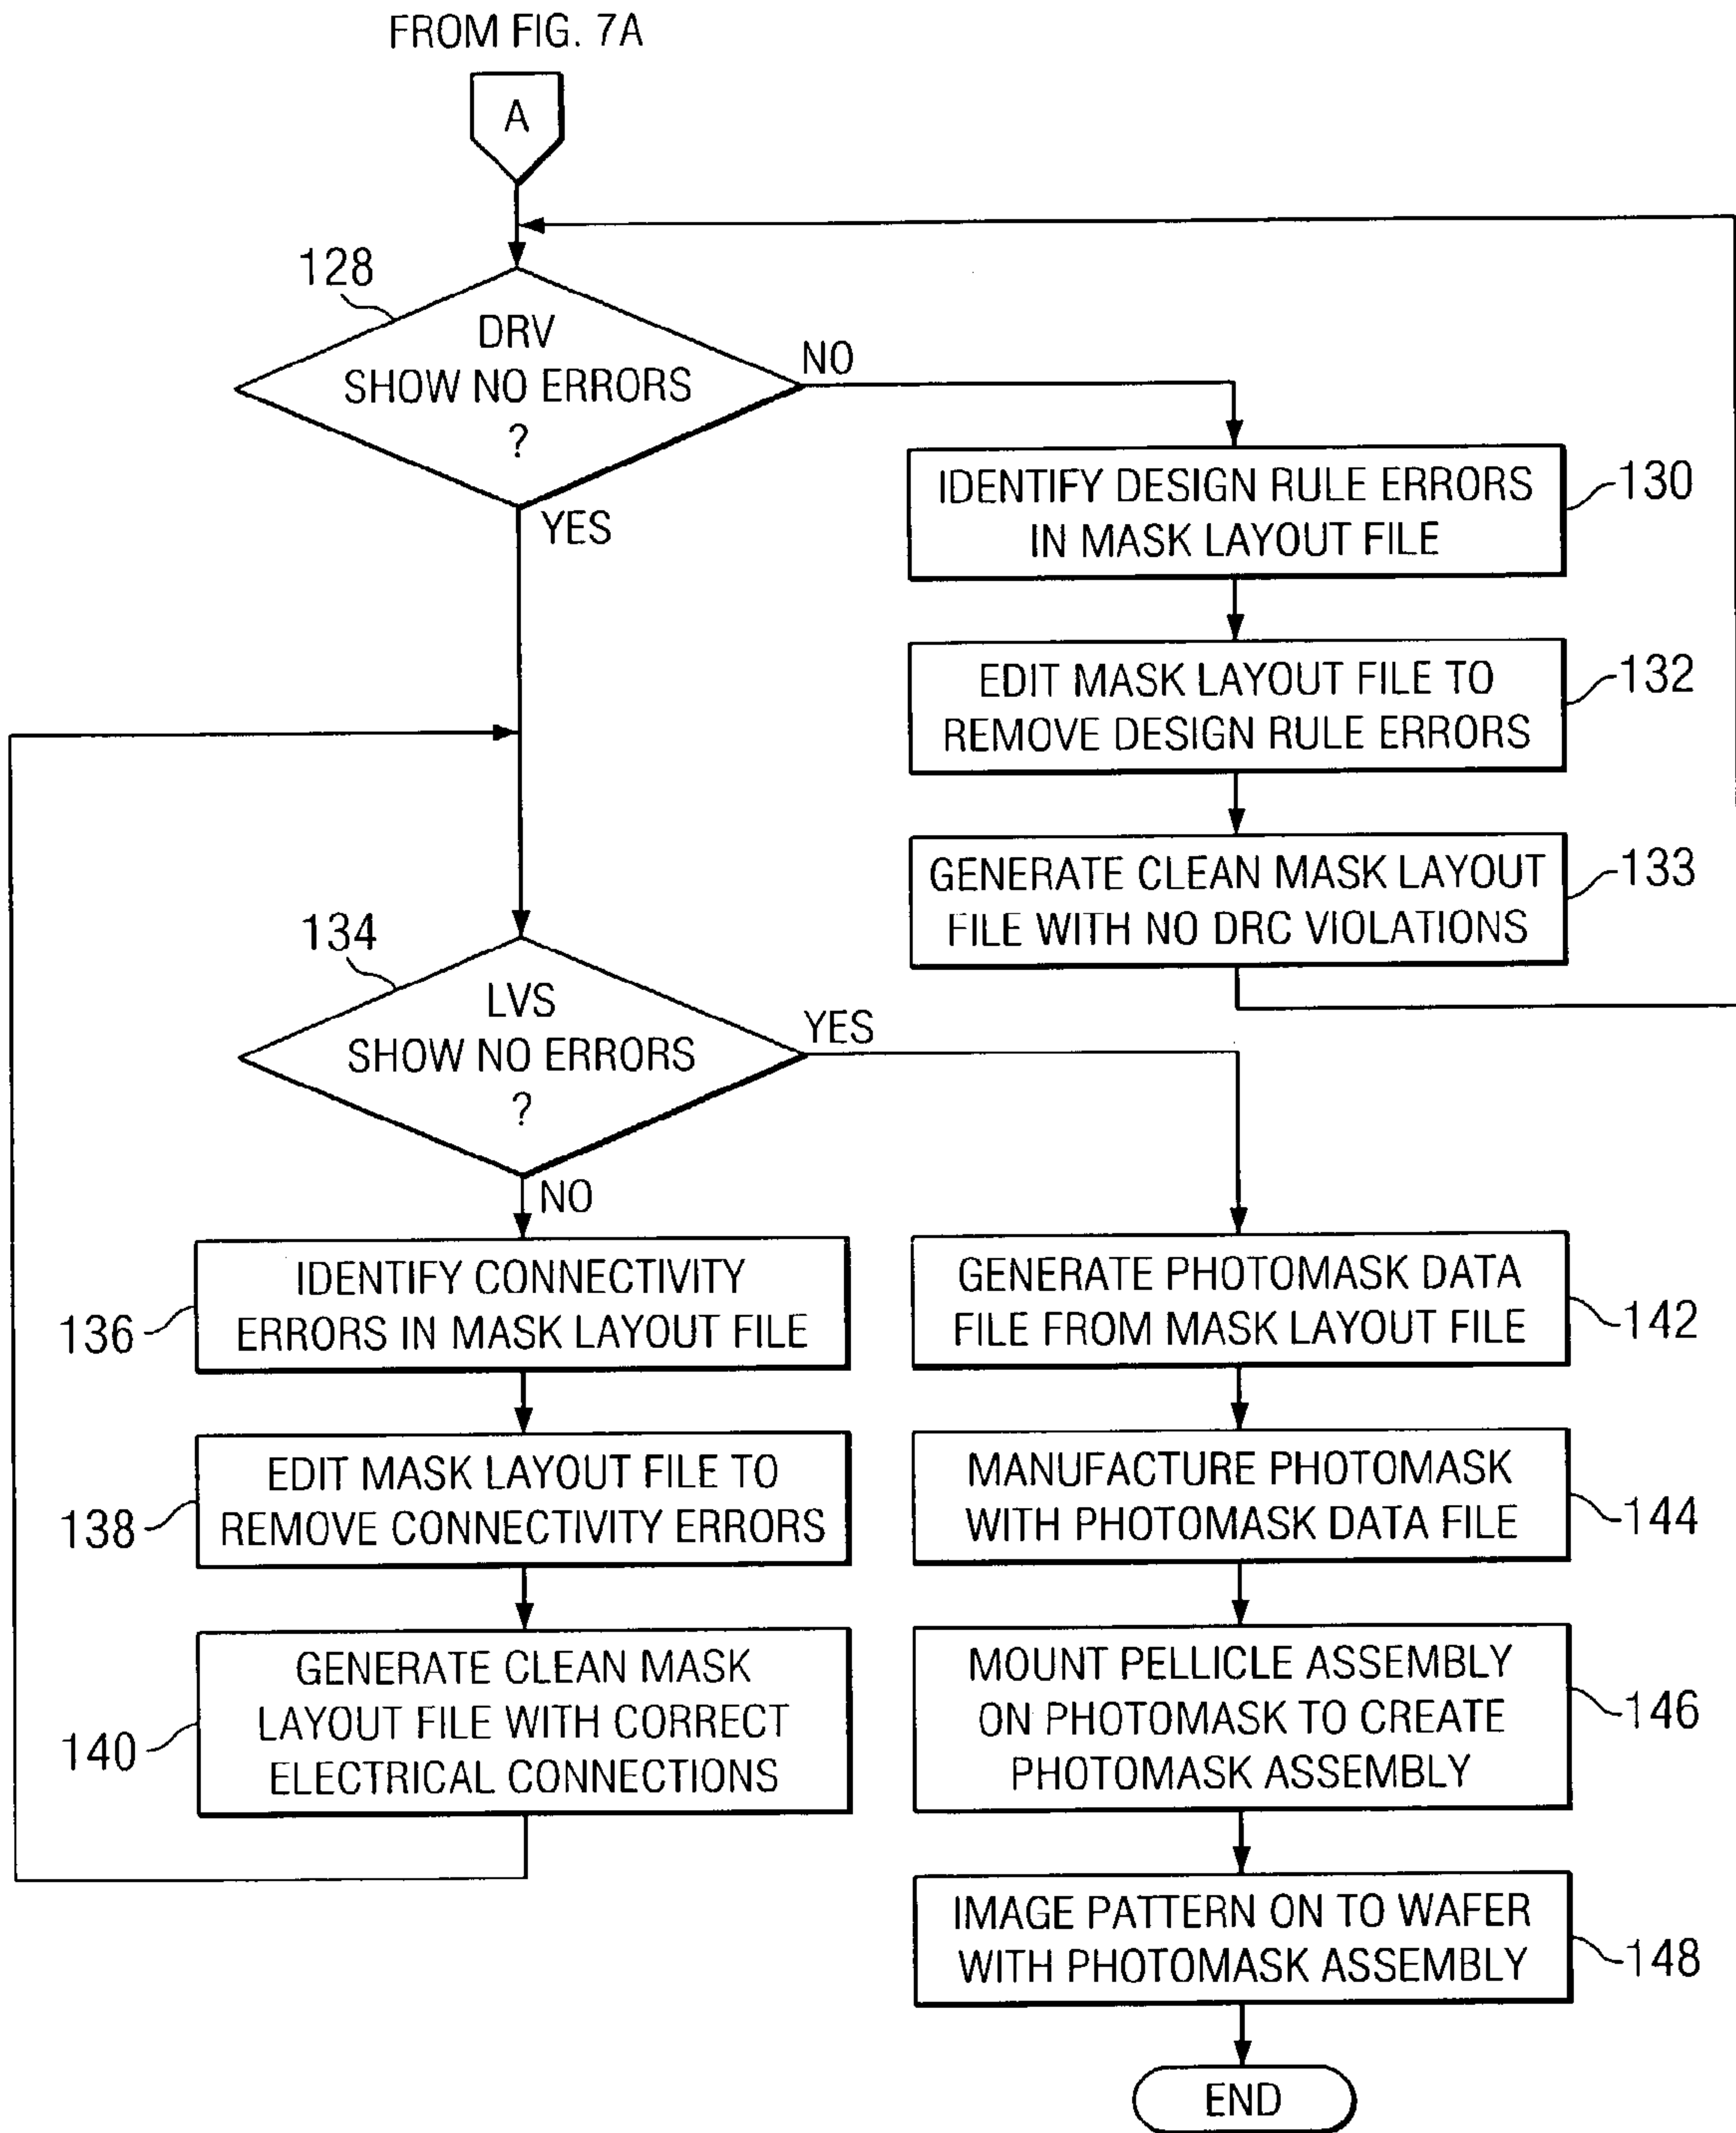 FROM FIG. 7A
A
128
DRV
SHOW NO ERRORS
?
NO
YES
IDENTIFY DESIGN RULE ERRORS
IN MASK LAYOUT FILE
130
EDIT MASK LAYOUT FILE TO
REMOVE DESIGN RULE ERRORS
132
GENERATE CLEAN MASK LAYOUT
FILE WITH NO DRC VIOLATIONS
133
134
LVS
SHOW NO ERRORS
?
YES
NO
IDENTIFY CONNECTIVITY
ERRORS IN MASK LAYOUT FILE
136
EDIT MASK LAYOUT FILE TO
REMOVE CONNECTIVITY ERRORS
138
GENERATE CLEAN MASK
LAYOUT FILE WITH CORRECT
ELECTRICAL CONNECTIONS
140
GENERATE PHOTOMASK DATA
FILE FROM MASK LAYOUT FILE
142
MANUFACTURE PHOTOMASK
WITH PHOTOMASK DATA FILE
144
MOUNT PELLICLE ASSEMBLY
ON PHOTOMASK TO CREATE
PHOTOMASK ASSEMBLY
146
IMAGE PATTERN ON TO WAFER
WITH PHOTOMASK ASSEMBLY
148
END